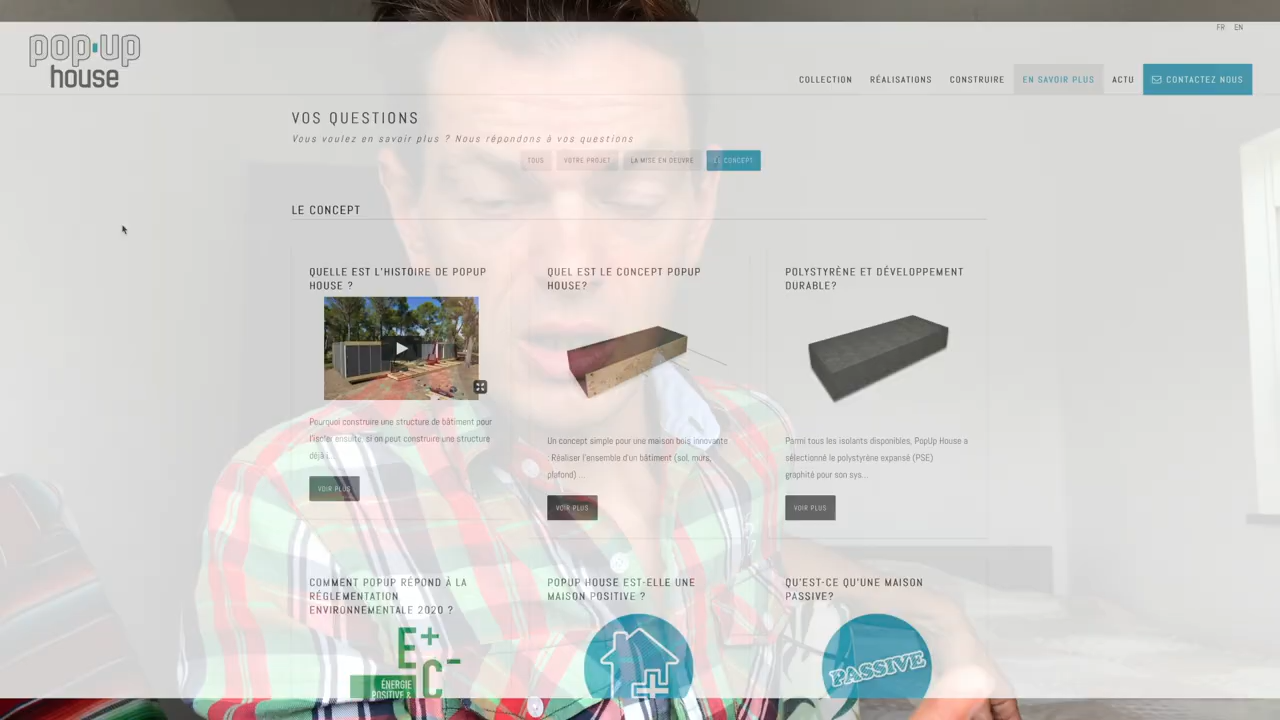 FR EN
pop·up
house
COLLECTION RÉALISATIONS CONSTRUIRE EN SAVOIR PLUS ACTU CONTACTEZ NOUS
VOS QUESTIONS
Vous voulez en savoir plus ? Nous répondons à vos questions
TOUS VOTRE PROJET LA MISE EN OEUVRE LE CONCEPT
LE CONCEPT
QUELLE EST L'HISTOIRE DE POPUP
HOUSE ?
Pourquoi construire une structure de bâtiment pour
l'isoler ensuite, si on peut construire une structure
déjà i...
VOIR PLUS
QUEL EST LE CONCEPT POPUP
HOUSE?
Un concept simple pour une maison bois innovante
: Réaliser l'ensemble d'un bâtiment (sol, murs,
plafond) ...
VOIR PLUS
POLYSTYRÈNE ET DÉVELOPPEMENT
DURABLE?
Parmi tous les isolants disponibles, PopUp House a
sélectionné le polystyrène expansé (PSE)
graphité pour son sys...
VOIR PLUS
COMMENT POPUP RÉPOND À LA
RÉGLEMENTATION
ENVIRONNEMENTALE 2020 ?
E+
C-
ÉNERGIE
POSITIVE &
POPUP HOUSE EST-ELLE UNE
MAISON POSITIVE ?
QU'EST-CE QU'UNE MAISON
PASSIVE?
PASSIVE